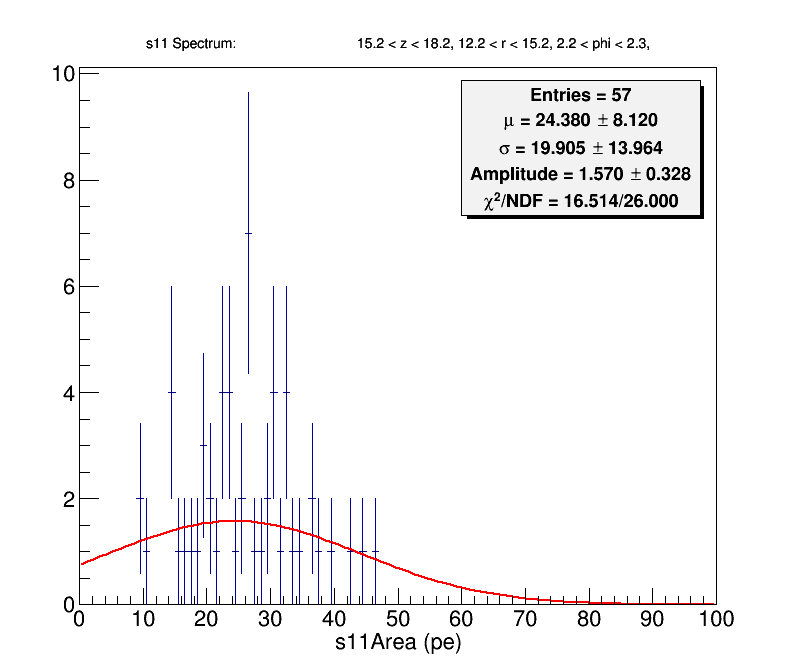 s11 Spectrum: 15.2 < z < 18.2, 12.2 < r < 15.2, 2.2 < phi < 2.3,
Entries = 57
μ = 24.380 ± 8.120
σ = 19.905 ± 13.964
Amplitude = 1.570 ± 0.328
χ²/NDF = 16.514/26.000
10
8
6
4
2
0
0 10 20 30 40 50 60 70 80 90 100
s11Area (pe)